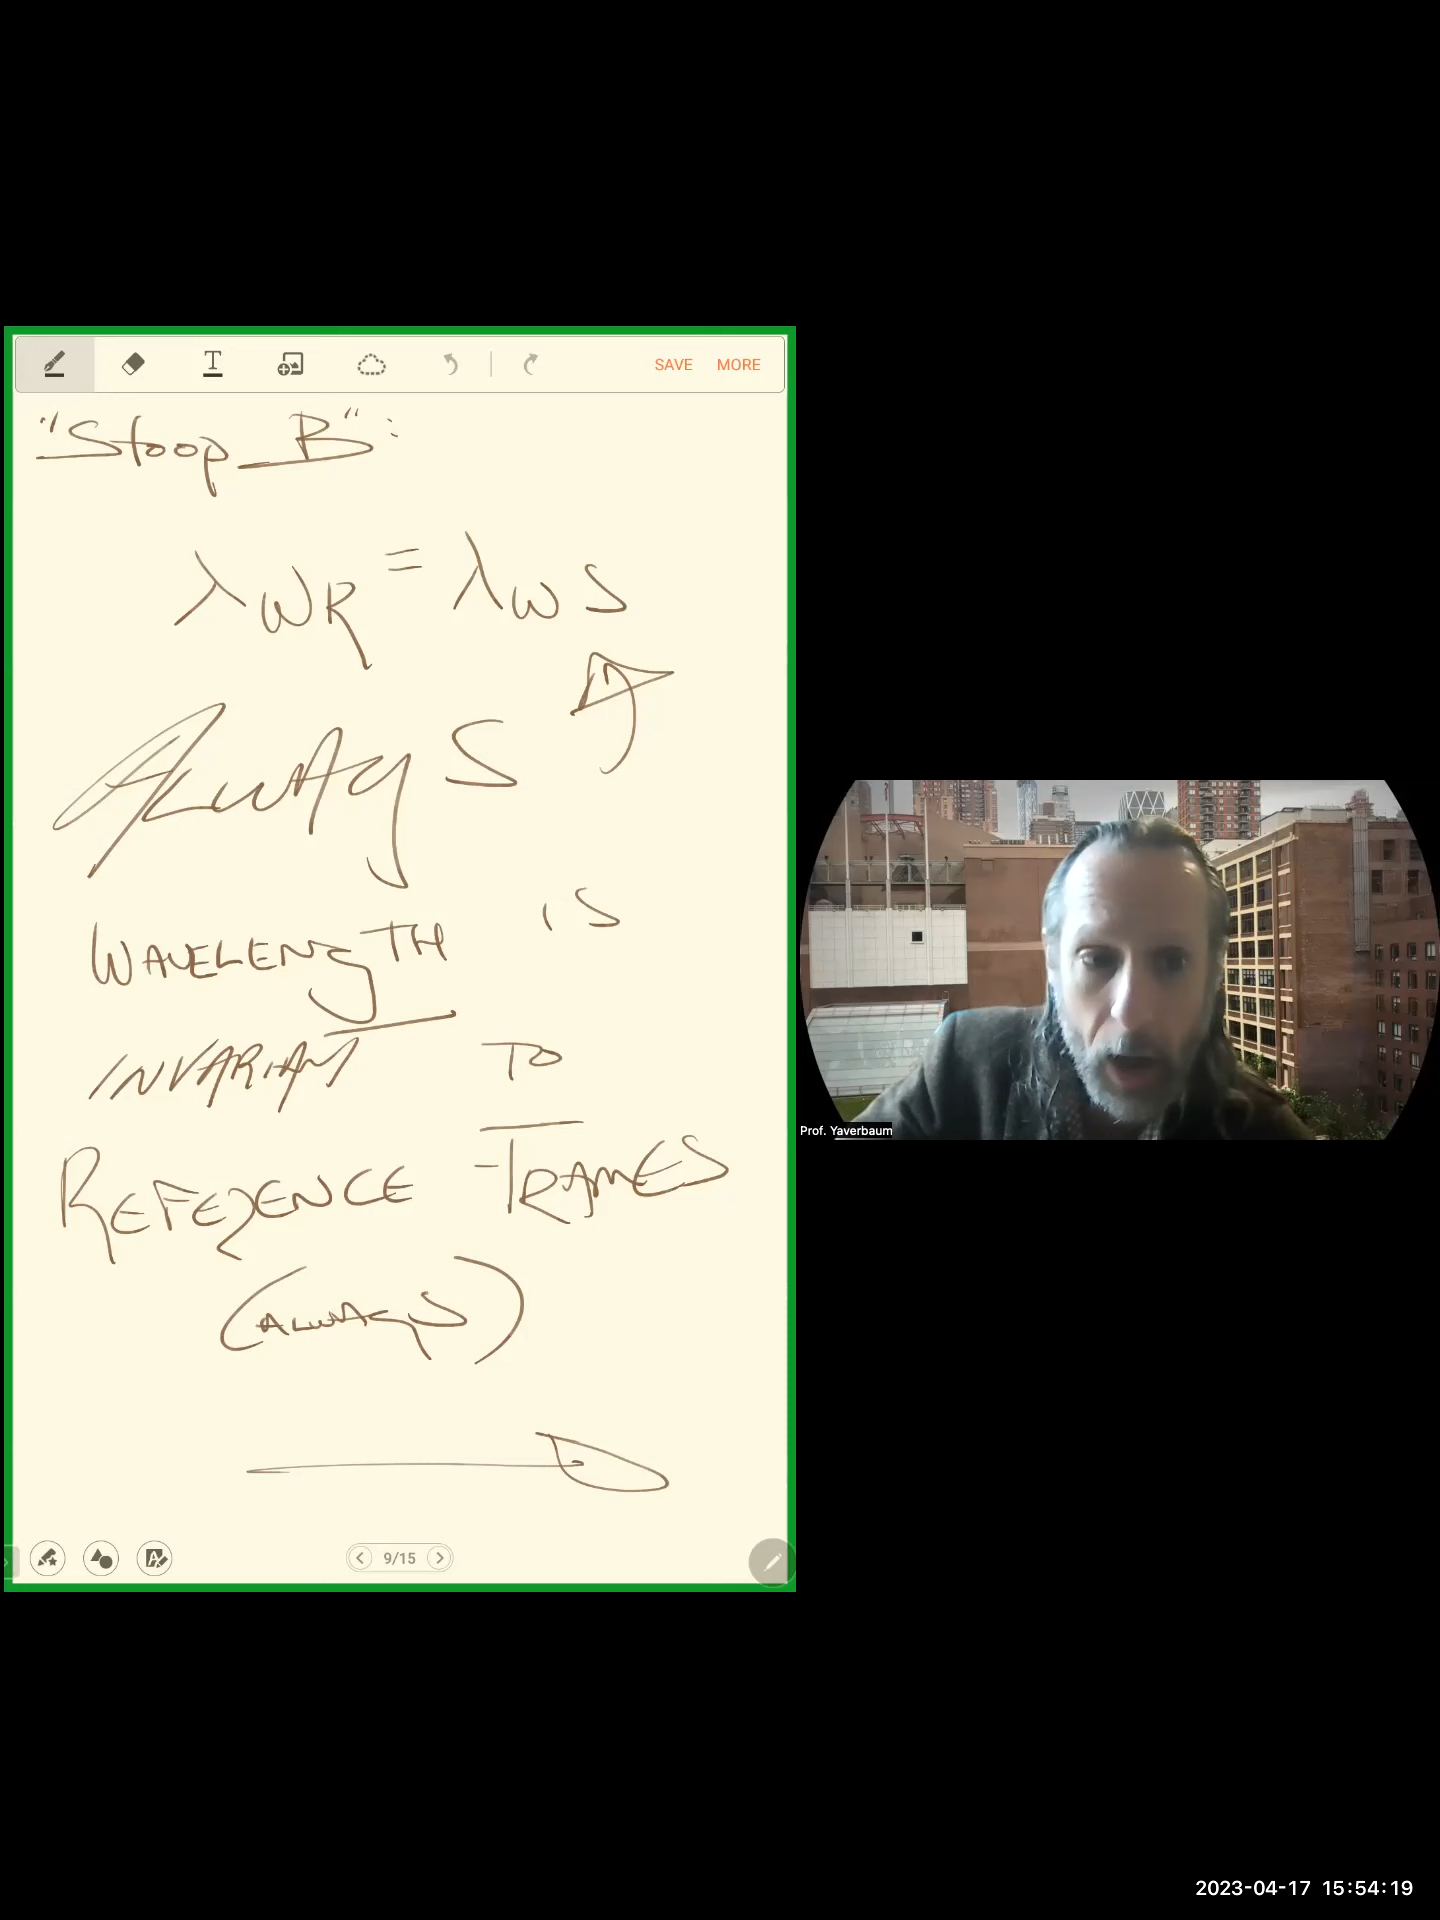 SAVE MORE
"Stoop B":
λWR = λWS
ALWAYS
WAVELENGTH IS
INVARIANT TO
REFERENCE FRAMES
(ALWAYS)
9/15
Prof. Yaverbaum
2023-04-17 15:54:19